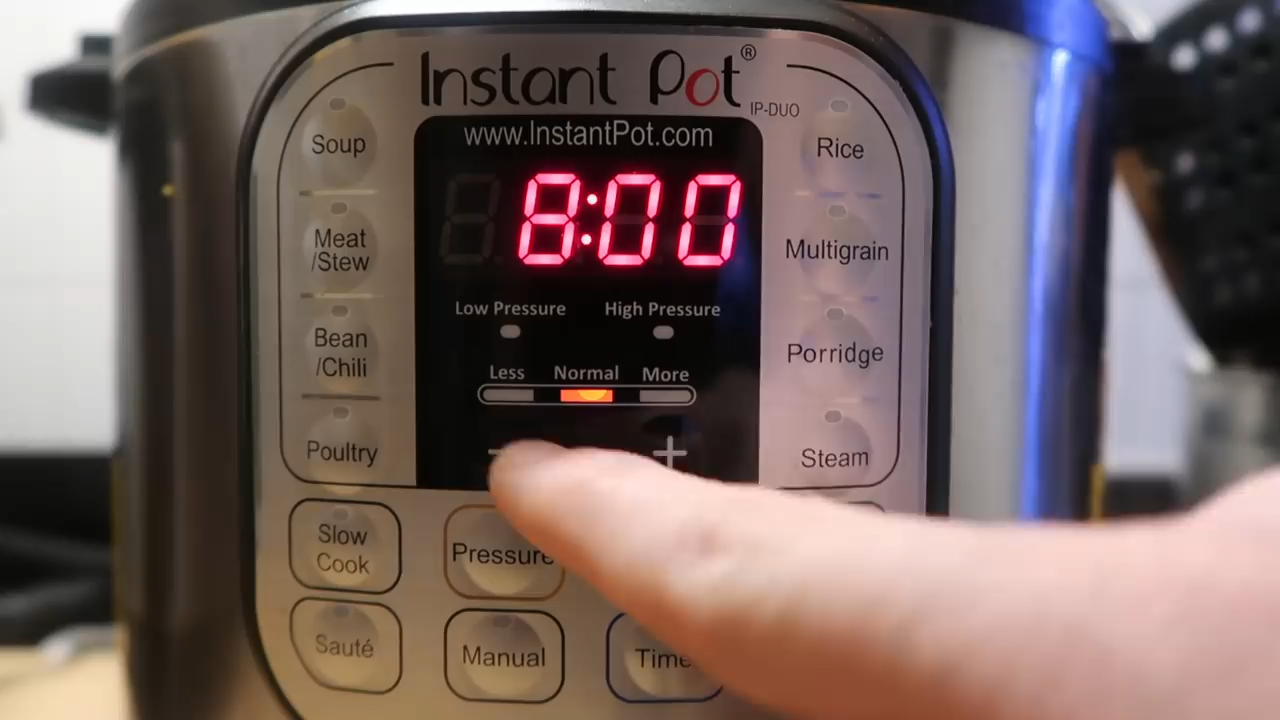 Instant Pot®
IP-DUO
www.InstantPot.com
8:00
Soup
Meat
/Stew
Bean
/Chili
Poultry
Low Pressure
High Pressure
Less
Normal
More
-
+
Rice
Multigrain
Porridge
Steam
Slow
Cook
Pressure
Sauté
Manual
Time